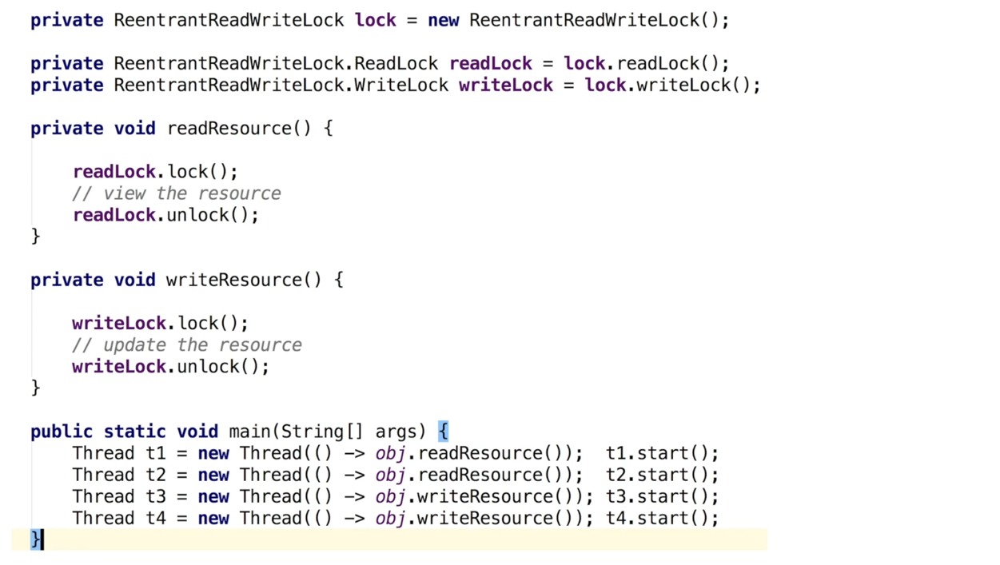 private ReentrantReadWriteLock lock = new ReentrantReadWriteLock();
private ReentrantReadWriteLock.ReadLock readLock = lock.readLock();
private ReentrantReadWriteLock.WriteLock writeLock = lock.writeLock();
private void readResource() {
readLock.lock();
// view the resource
readLock.unlock();
}
private void writeResource() {
writeLock.lock();
// update the resource
writeLock.unlock();
}
public static void main(String[] args) {
Thread t1 = new Thread(() -> obj.readResource());  t1.start();
Thread t2 = new Thread(() -> obj.readResource());  t2.start();
Thread t3 = new Thread(() -> obj.writeResource()); t3.start();
Thread t4 = new Thread(() -> obj.writeResource()); t4.start();
}